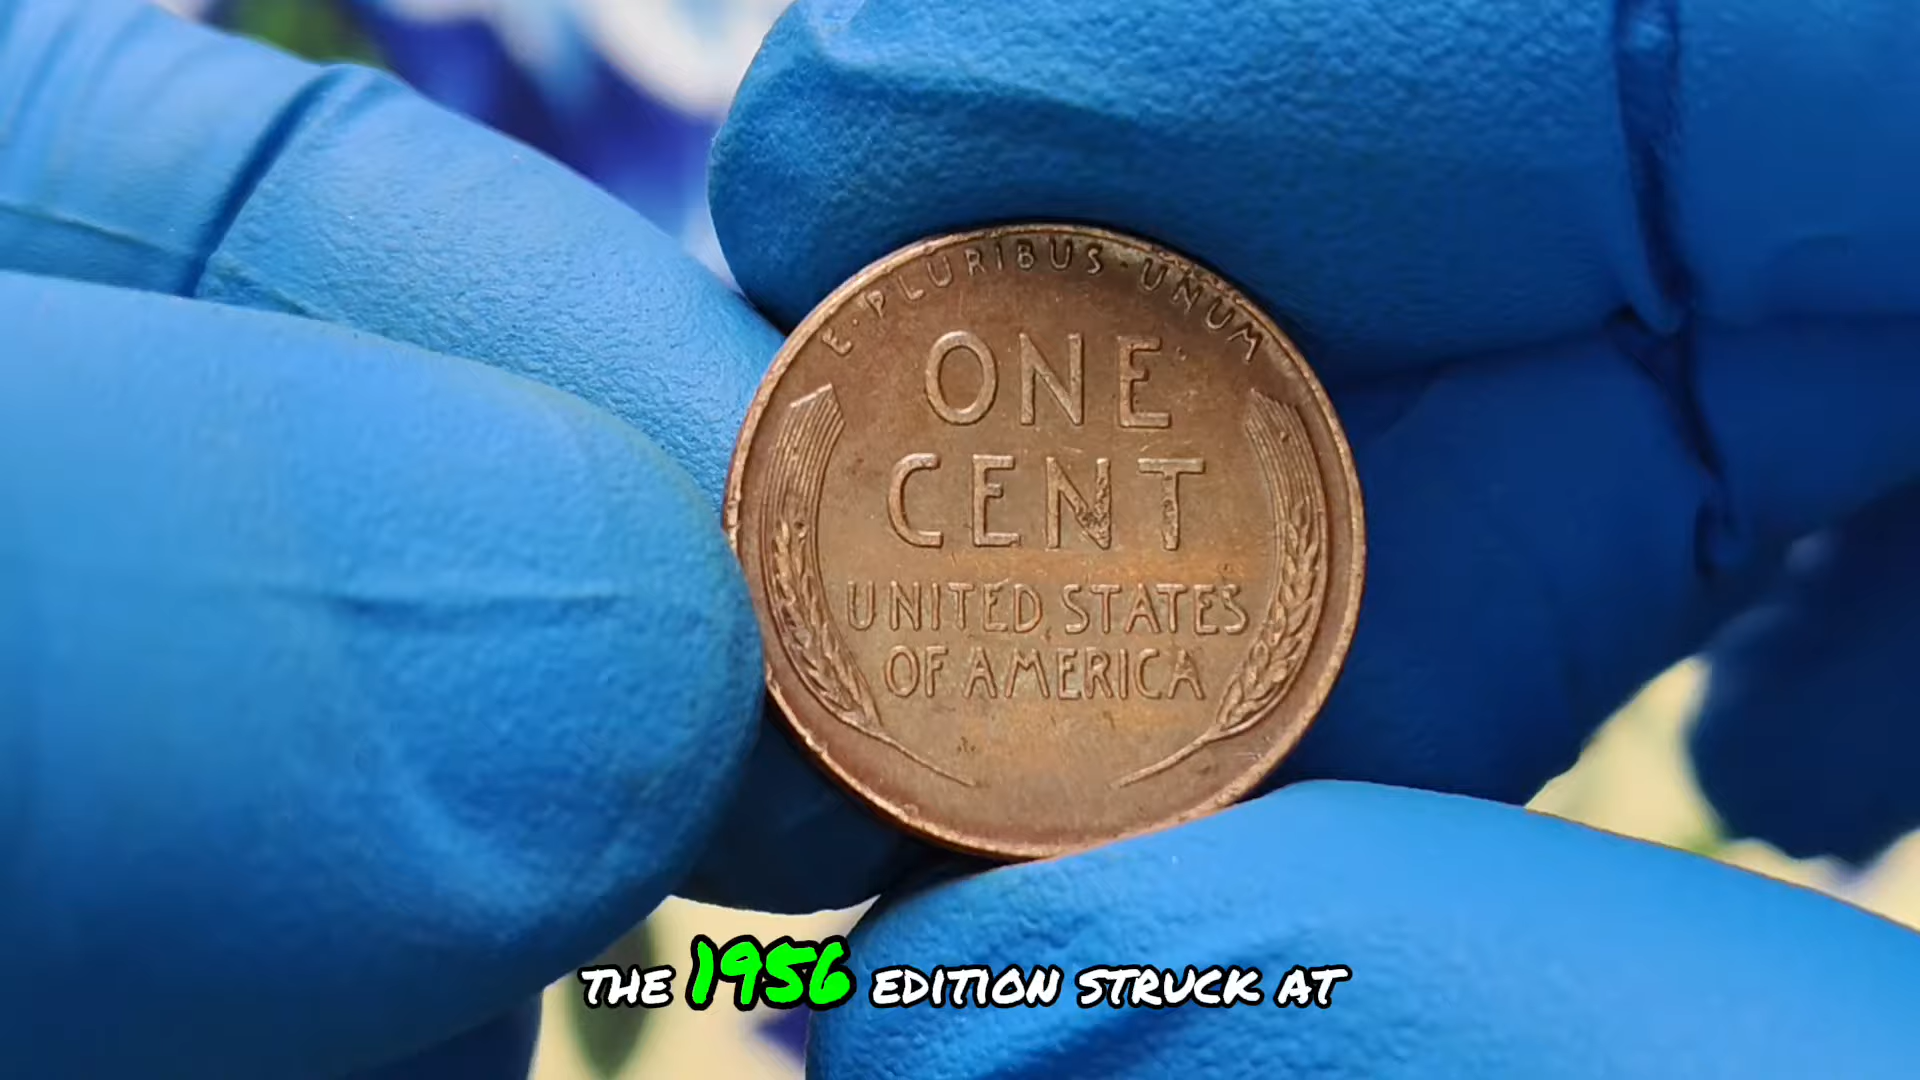 E · PLURIBUS · UNUM
ONE
CENT
UNITED STATES
OF AMERICA
THE 1956 EDITION STRUCK AT